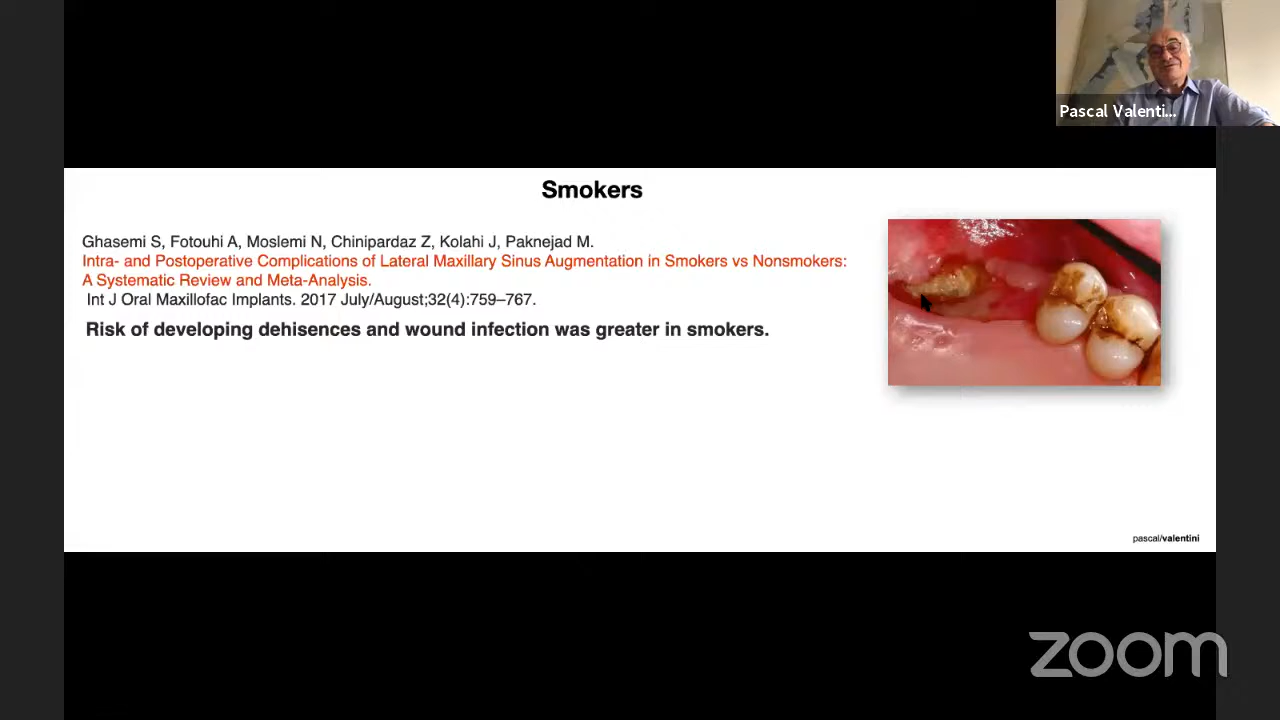 Pascal Valenti...
Smokers
Ghasemi S, Fotouhi A, Moslemi N, Chinipardaz Z, Kolahi J, Paknejad M.
Intra- and Postoperative Complications of Lateral Maxillary Sinus Augmentation in Smokers vs Nonsmokers:
A Systematic Review and Meta-Analysis.
Int J Oral Maxillofac Implants. 2017 July/August;32(4):759–767.
Risk of developing dehisences and wound infection was greater in smokers.
pascal/valentini
zoom